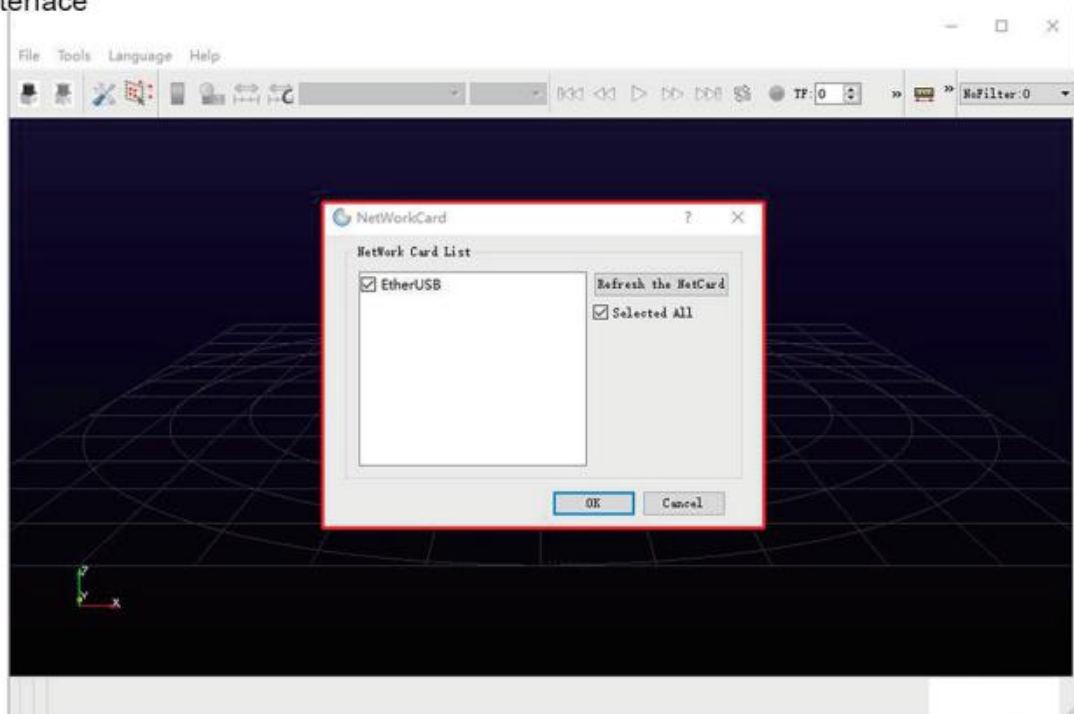 terface
File Tools Language Help
TF: 0 » » NoFilter:0
NetWorkCard ? ×
NetWork Card List
EtherUSB
Refresh the NetCard
Selected All
OK Cancel
Z
Y X